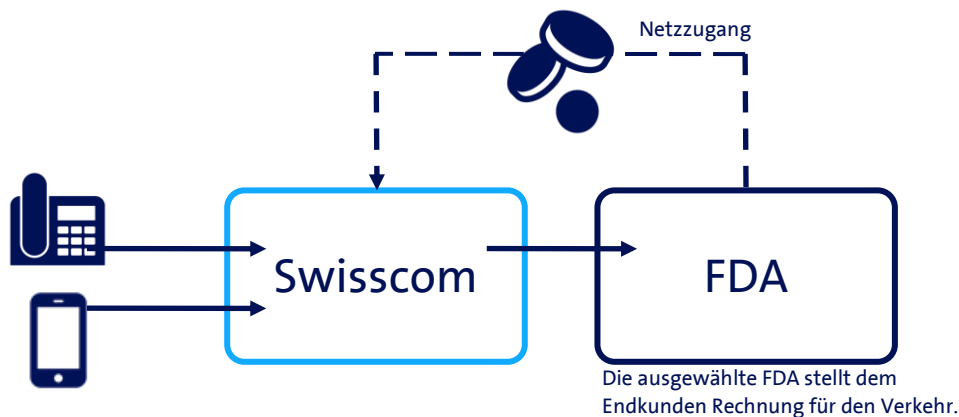 Netzzugang
Swisscom
FDA
Die ausgewählte FDA stellt dem
Endkunden Rechnung für den Verkehr.